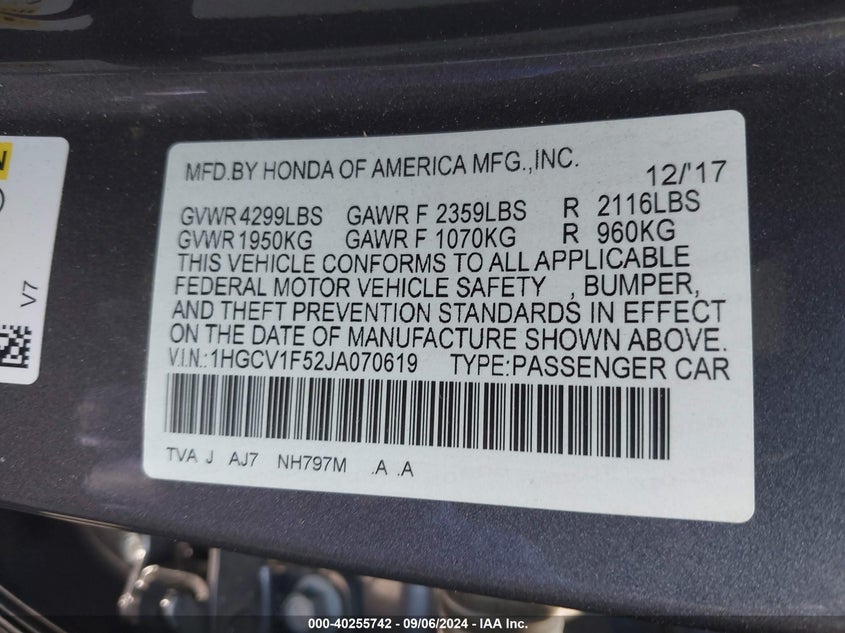 N
V7
MFD.BY HONDA OF AMERICA MFG.,INC.
12/'17
GVWR 4299LBS GAWR F 2359LBS R 2116LBS
GVWR 1950KG GAWR F 1070KG R 960KG
THIS VEHICLE CONFORMS TO ALL APPLICABLE
FEDERAL MOTOR VEHICLE SAFETY , BUMPER,
AND THEFT PREVENTION STANDARDS IN EFFECT
ON THE DATE OF MANUFACTURE SHOWN ABOVE.
V.I.N.:1HGCV1F52JA070619 TYPE:PASSENGER CAR
TVA J AJ7 NH797M .A .A
000-40255742 - 09/06/2024 - IAA Inc.